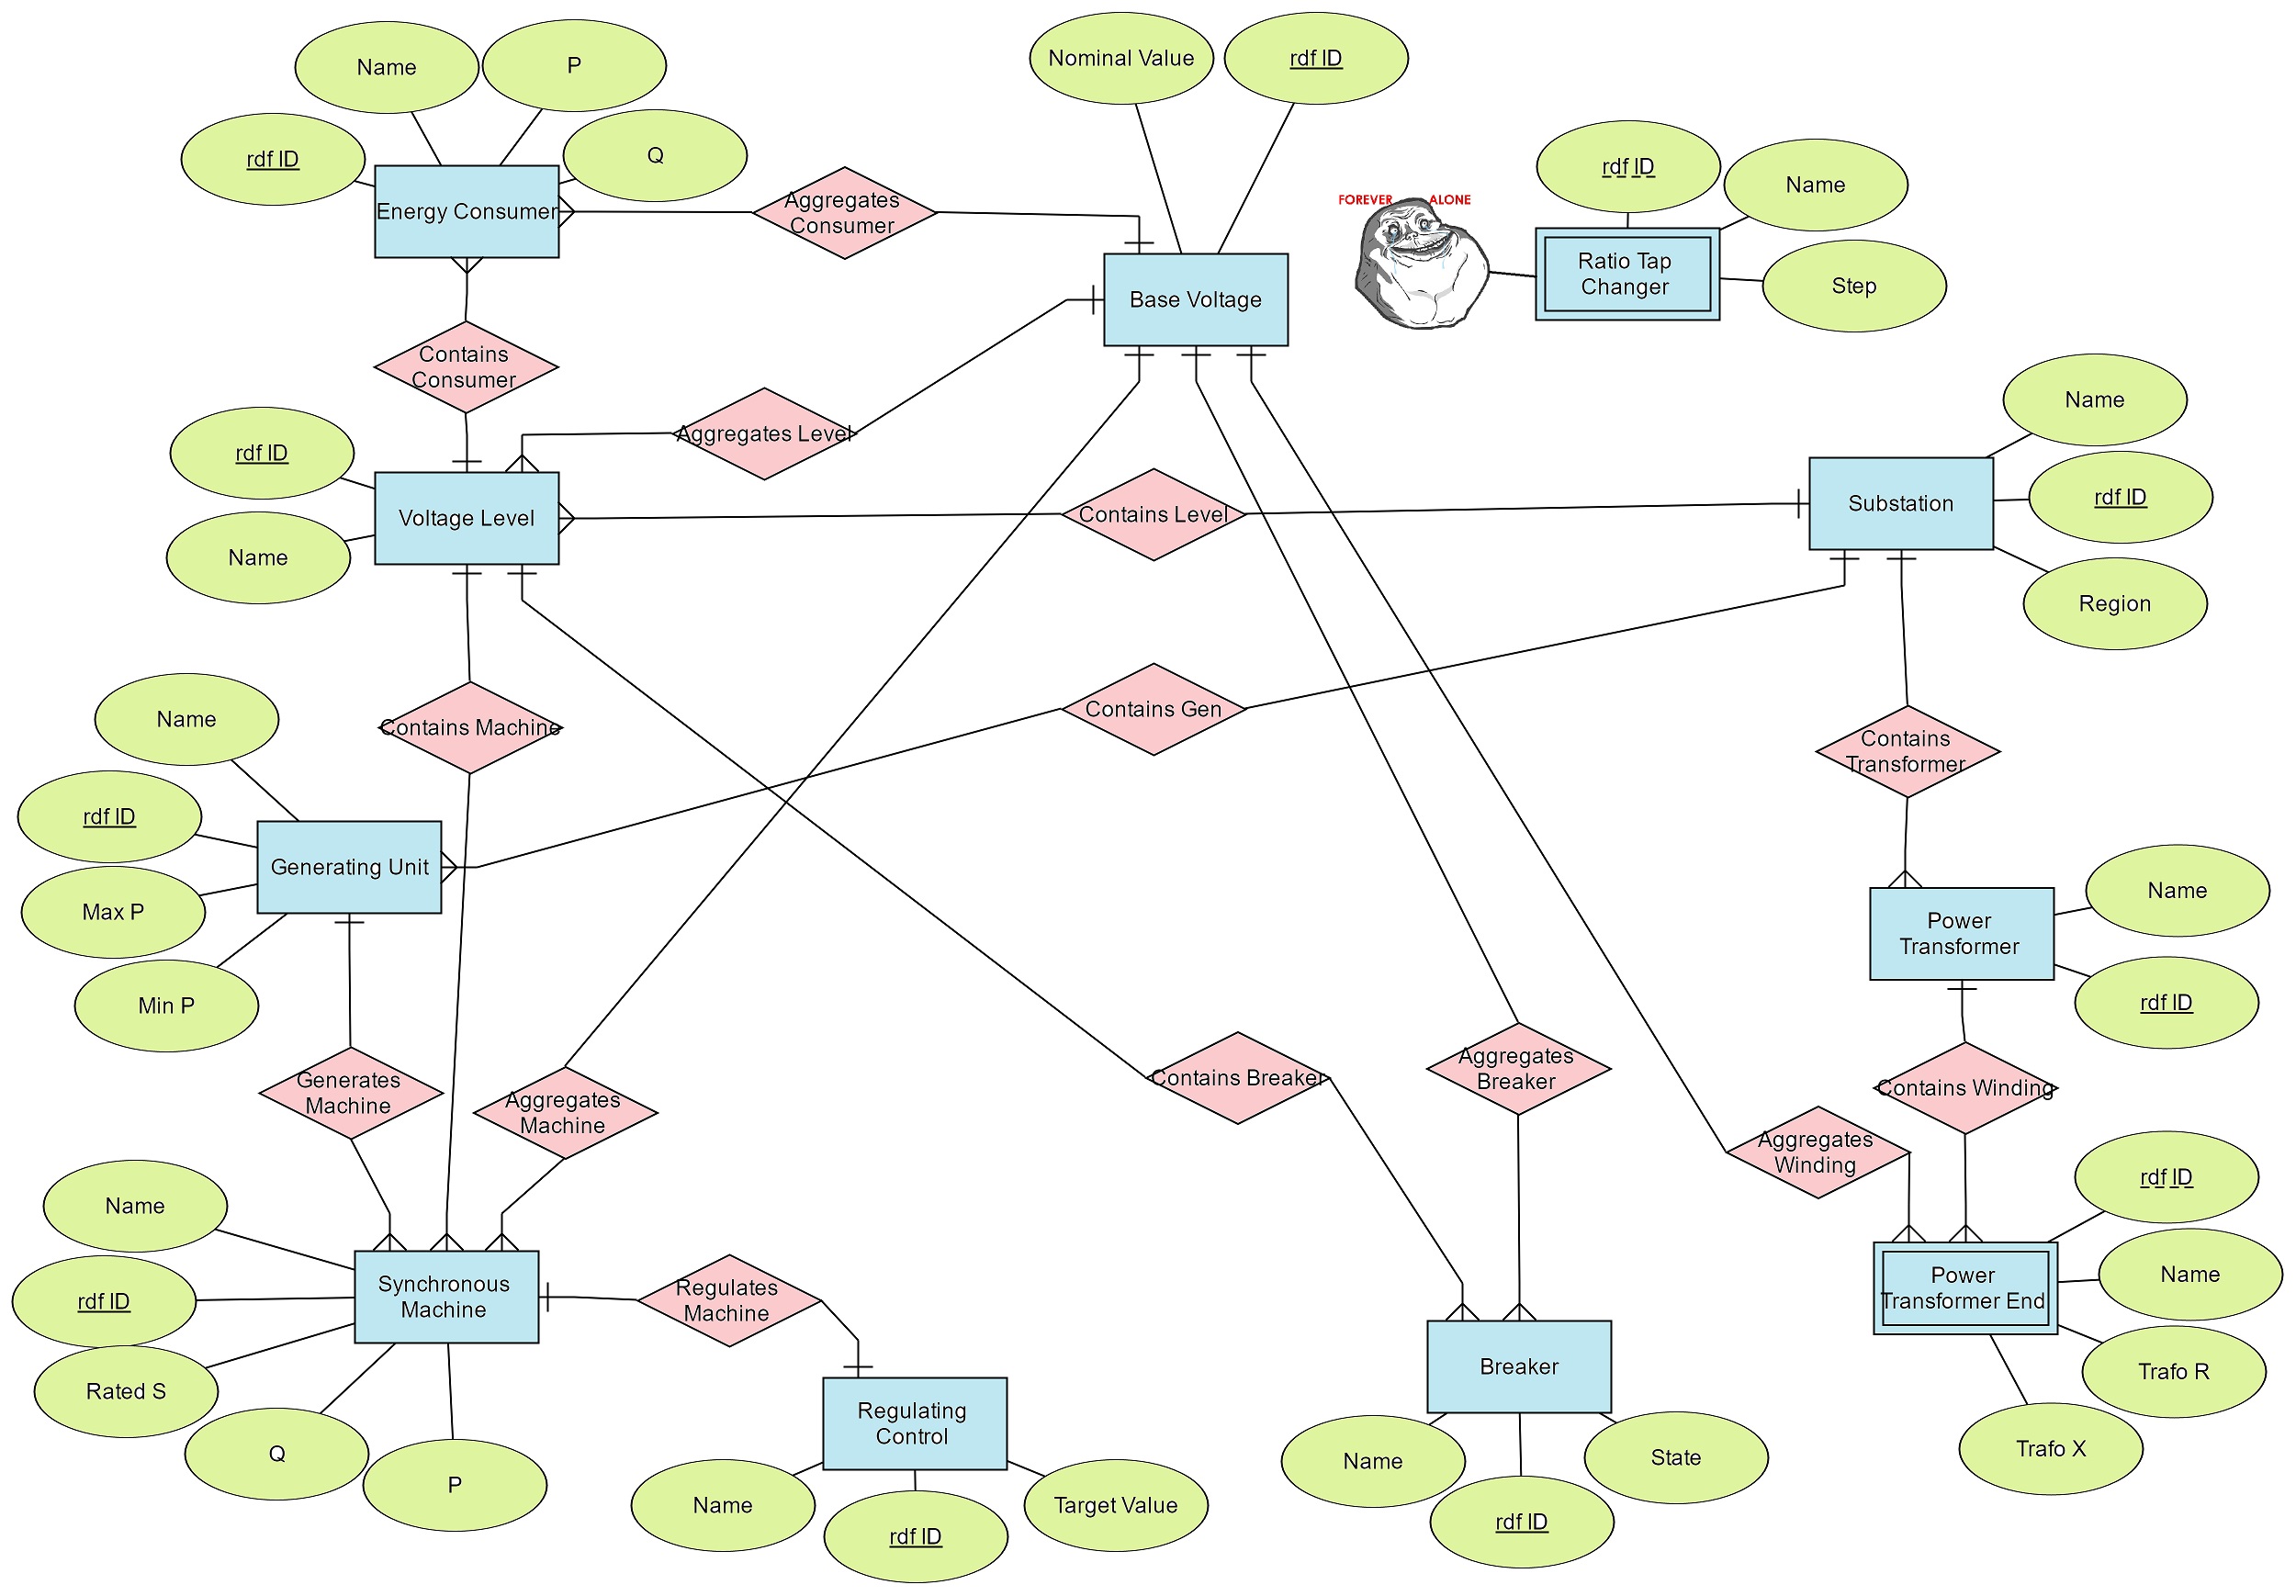 Name
P
Nominal Value
rdf ID
rdf ID
Q
rdf ID
Name
Energy Consumer
Aggregates
Consumer
FOREVER ALONE
Ratio Tap
Changer
Step
Base Voltage
Contains
Consumer
Aggregates Level
Name
rdf ID
Voltage Level
Contains Level
Substation
rdf ID
Name
Region
Name
Contains Machine
Contains Gen
Contains
Transformer
rdf ID
Generating Unit
Max P
Min P
Power
Transformer
Name
rdf ID
Generates
Machine
Aggregates
Machine
Contains Breaker
Aggregates
Breaker
Contains Winding
Aggregates
Winding
rdf ID
Name
rdf ID
Synchronous
Machine
Regulates
Machine
Power
Transformer End
Name
Rated S
Trafo R
Q
P
Regulating
Control
Breaker
Trafo X
Name
rdf ID
Target Value
Name
rdf ID
State